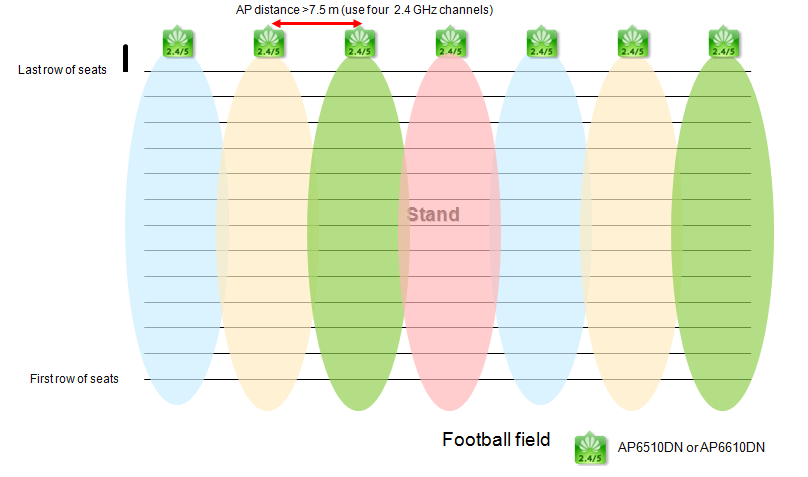 AP distance >7.5 m (use four 2.4 GHz channels)
2.4/5 2.4/5 2.4/5 2.4/5 2.4/5 2.4/5 2.4/5
Last row of seats
Stand
First row of seats
Football field
2.4/5
AP6510DN or AP6610DN